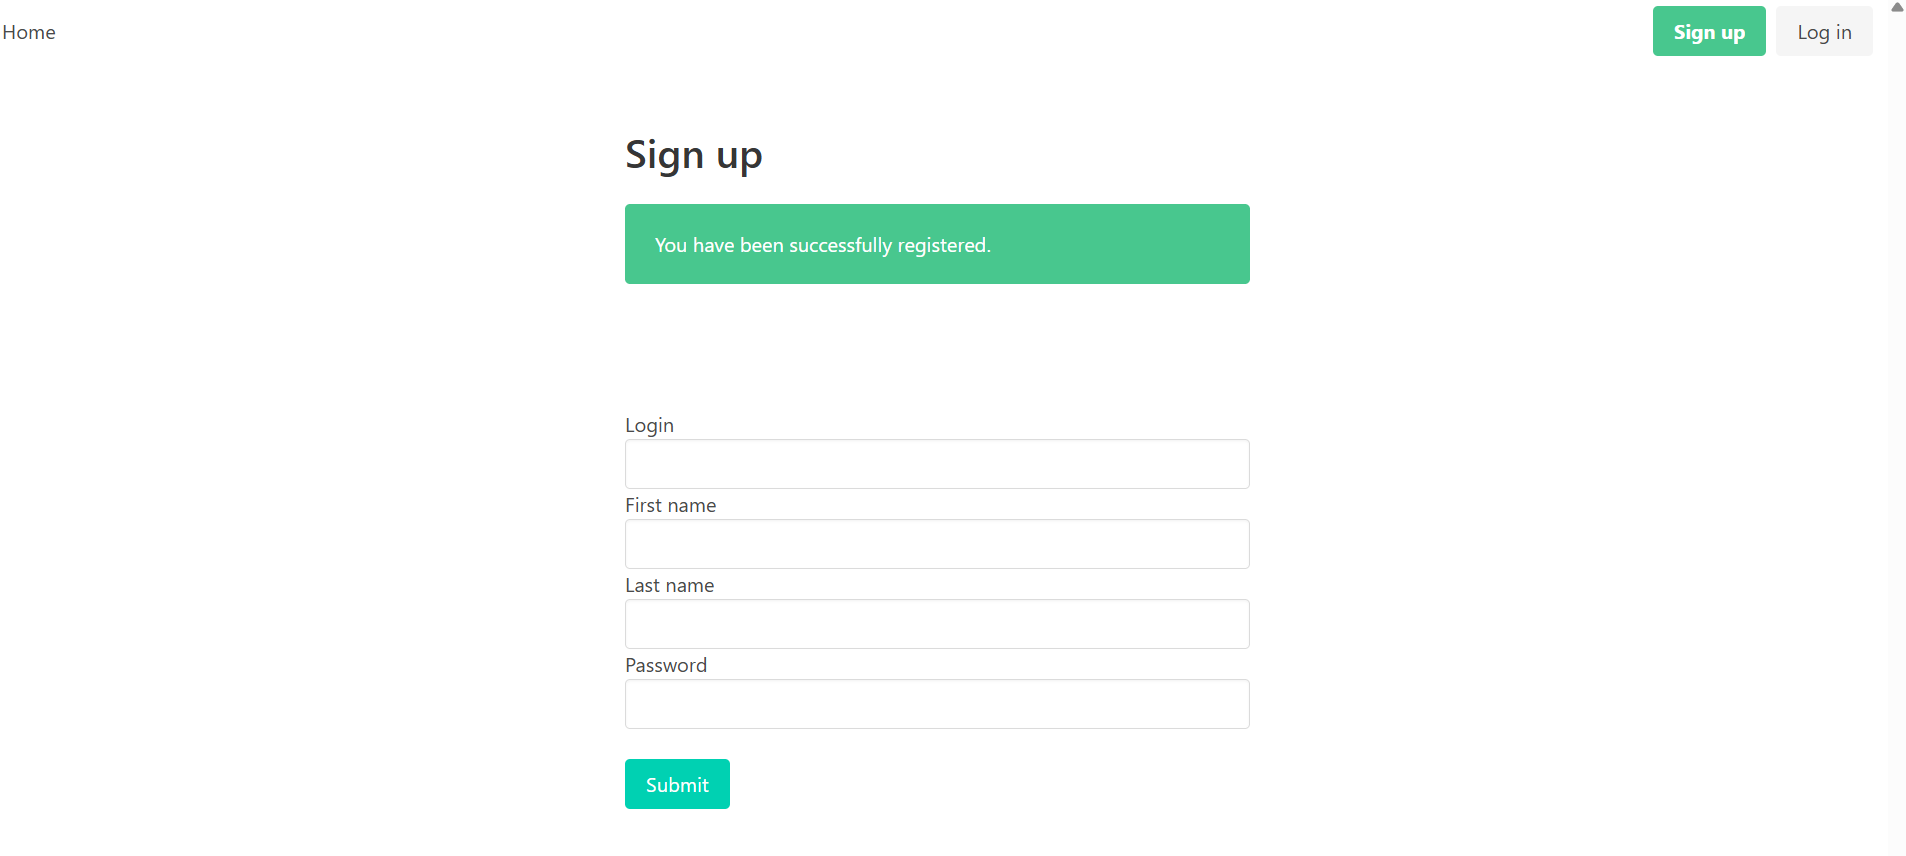 Home
Sign up
Log in
Sign up
You have been successfully registered.
Login
First name
Last name
Password
Submit